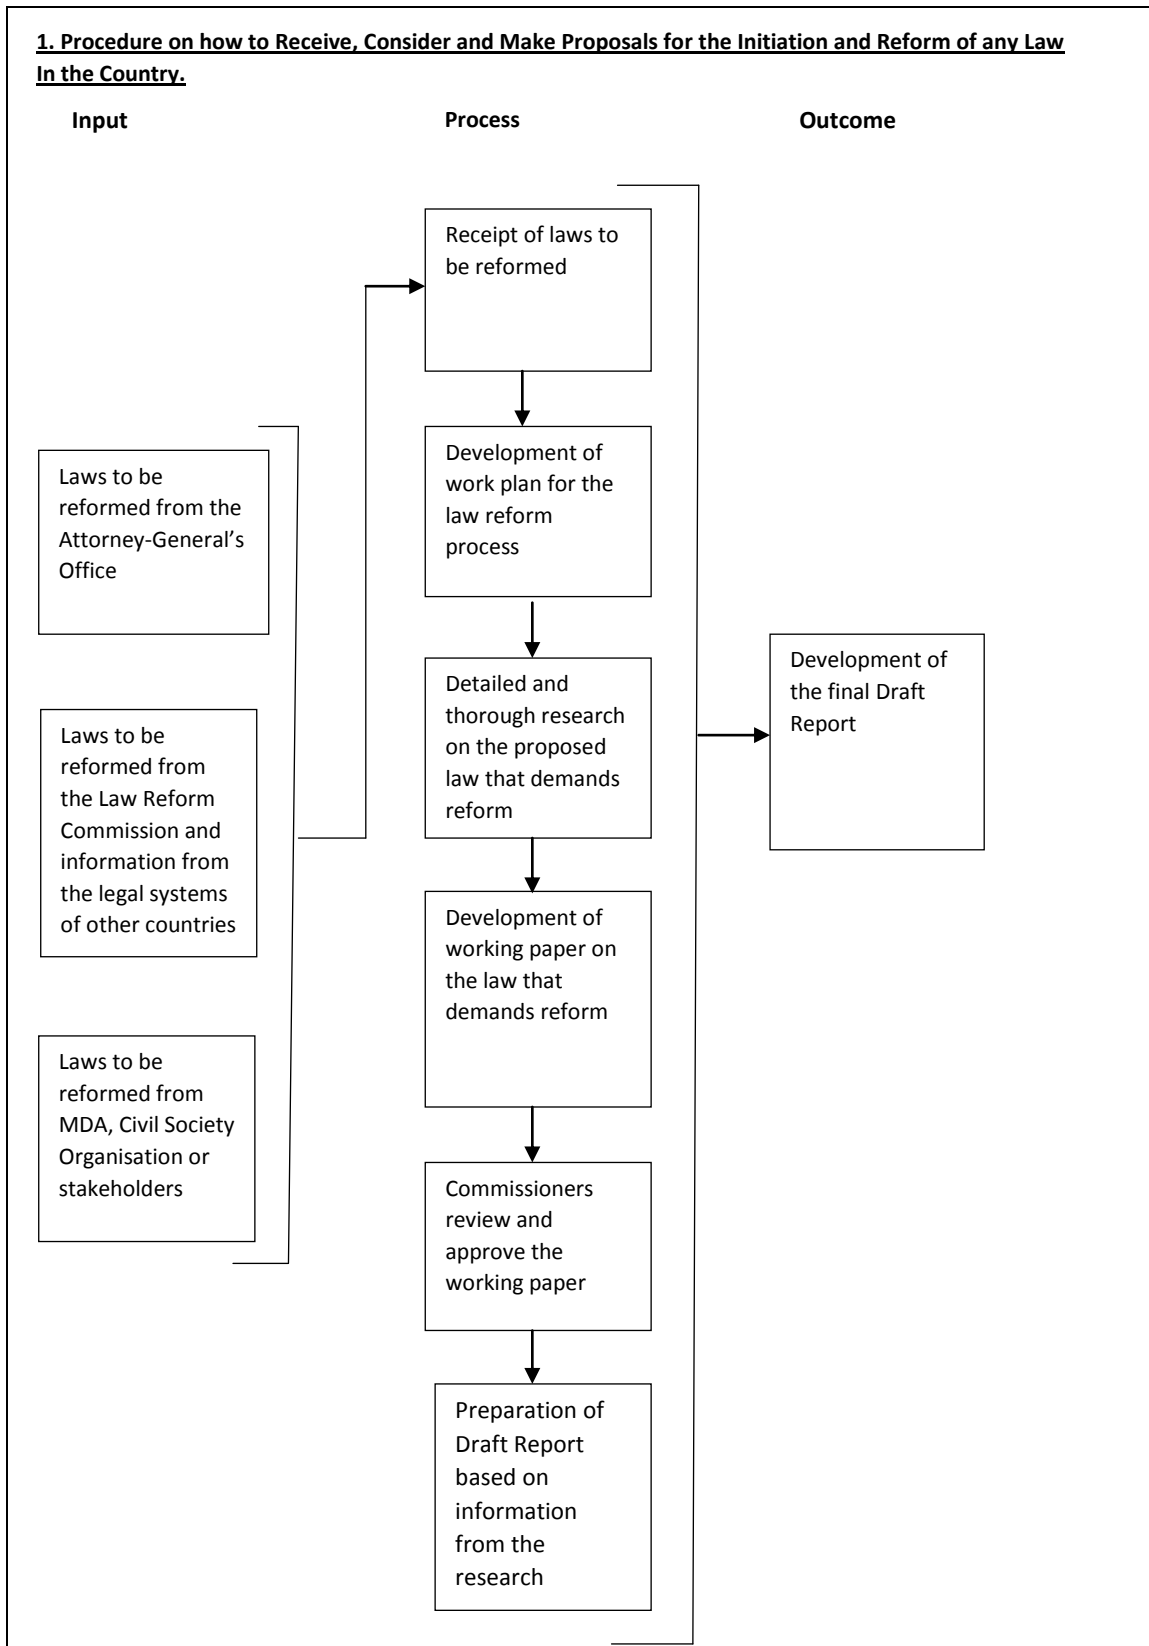 1. Procedure on how to Receive, Consider and Make Proposals for the Initiation and Reform of any Law
In the Country.
Input
Process
Outcome
Laws to be
reformed from the
Attorney-General’s
Office
Laws to be
reformed from
the Law Reform
Commission and
information from
the legal systems
of other countries
Laws to be
reformed from
MDA, Civil Society
Organisation or
stakeholders
Receipt of laws to
be reformed
Development of
work plan for the
law reform
process
Detailed and
thorough research
on the proposed
law that demands
reform
Development of
working paper on
the law that
demands reform
Commissioners
review and
approve the
working paper
Preparation of
Draft Report
based on
information
from the
research
Development of
the final Draft
Report